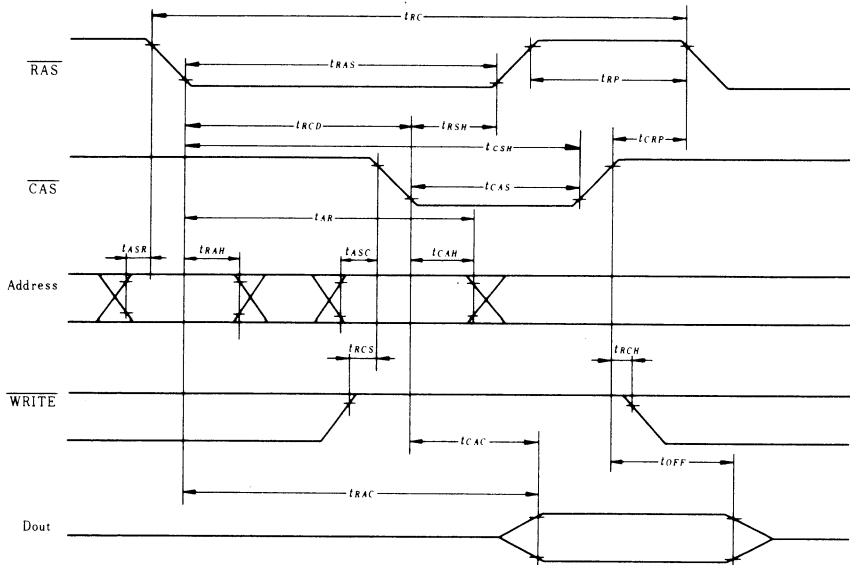 tRC
RAS
tRAS
tRP
tRCD
tRSH
tCRP
tCSH
CAS
tCAS
tAR
tASR
tRAH
tASC
tCAH
Address
tRCS
tRCH
WRITE
tCAC
tOFF
tRAC
Dout